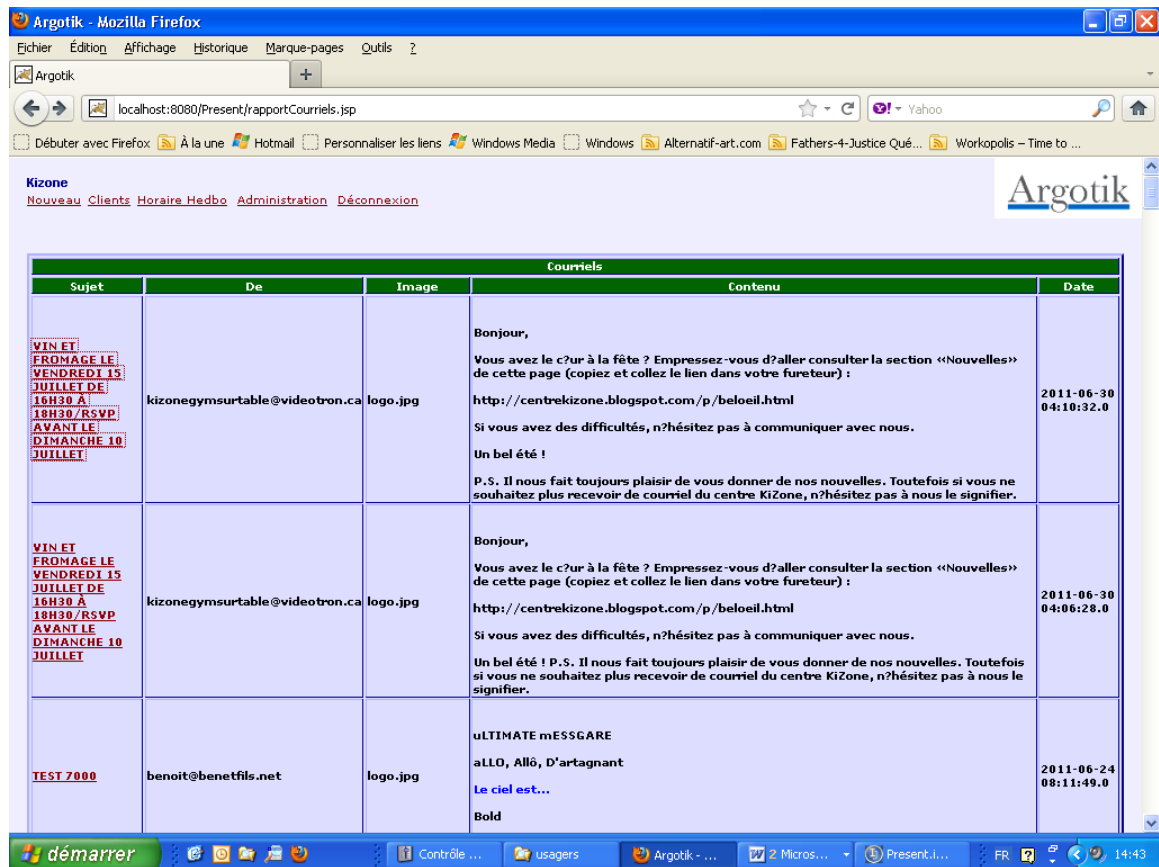 Argotik - Mozilla Firefox
Fichier Édition Affichage Historique Marque-pages Outils ?
Argotik
localhost:8080/Present/rapportCourriels.jsp
Yahoo
Débuter avec Firefox À la une Hotmail Personnaliser les liens Windows Media Windows Alternatif-art.com Fathers-4-Justice Qué... Workopolis – Time to ...
Kizone
Argotik
Nouveau Clients Horaire Hedbo Administration Déconnexion
Courriels
Sujet De Image Contenu Date
VIN ET
FROMAGE LE
VENDREDI 15
JUILLET DE
16H30 À
18H30/RSVP
AVANT LE
DIMANCHE 10
JUILLET
kizonegymsurtable@videotron.ca
logo.jpg
Bonjour,
Vous avez le c?ur à la fête ? Empressez-vous d?aller consulter la section «Nouvelles»
de cette page (copiez et collez le lien dans votre fureteur) :
http://centrekizone.blogspot.com/p/beloeil.html
Si vous avez des difficultés, n?hésitez pas à communiquer avec nous.
Un bel été !
P.S. Il nous fait toujours plaisir de vous donner de nos nouvelles. Toutefois si vous ne
souhaitez plus recevoir de courriel du centre KiZone, n?hésitez pas à nous le signifier.
2011-06-30
04:10:32.0
VIN ET
FROMAGE LE
VENDREDI 15
JUILLET DE
16H30 À
18H30/RSVP
AVANT LE
DIMANCHE 10
JUILLET
kizonegymsurtable@videotron.ca
logo.jpg
Bonjour,
Vous avez le c?ur à la fête ? Empressez-vous d?aller consulter la section «Nouvelles»
de cette page (copiez et collez le lien dans votre fureteur) :
http://centrekizone.blogspot.com/p/beloeil.html
Si vous avez des difficultés, n?hésitez pas à communiquer avec nous.
Un bel été ! P.S. Il nous fait toujours plaisir de vous donner de nos nouvelles. Toutefois
si vous ne souhaitez plus recevoir de courriel du centre KiZone, n?hésitez pas à nous le
signifier.
2011-06-30
04:06:28.0
TEST 7000
benoit@benetfils.net
logo.jpg
uLTIMATE mESSGARE
aLLO, Allô, D'artagnant
Le ciel est...
Bold
2011-06-24
08:11:49.0
démarrer Contrôle ... usagers Argotik - ... 2 Micros... Present.i... FR 14:43